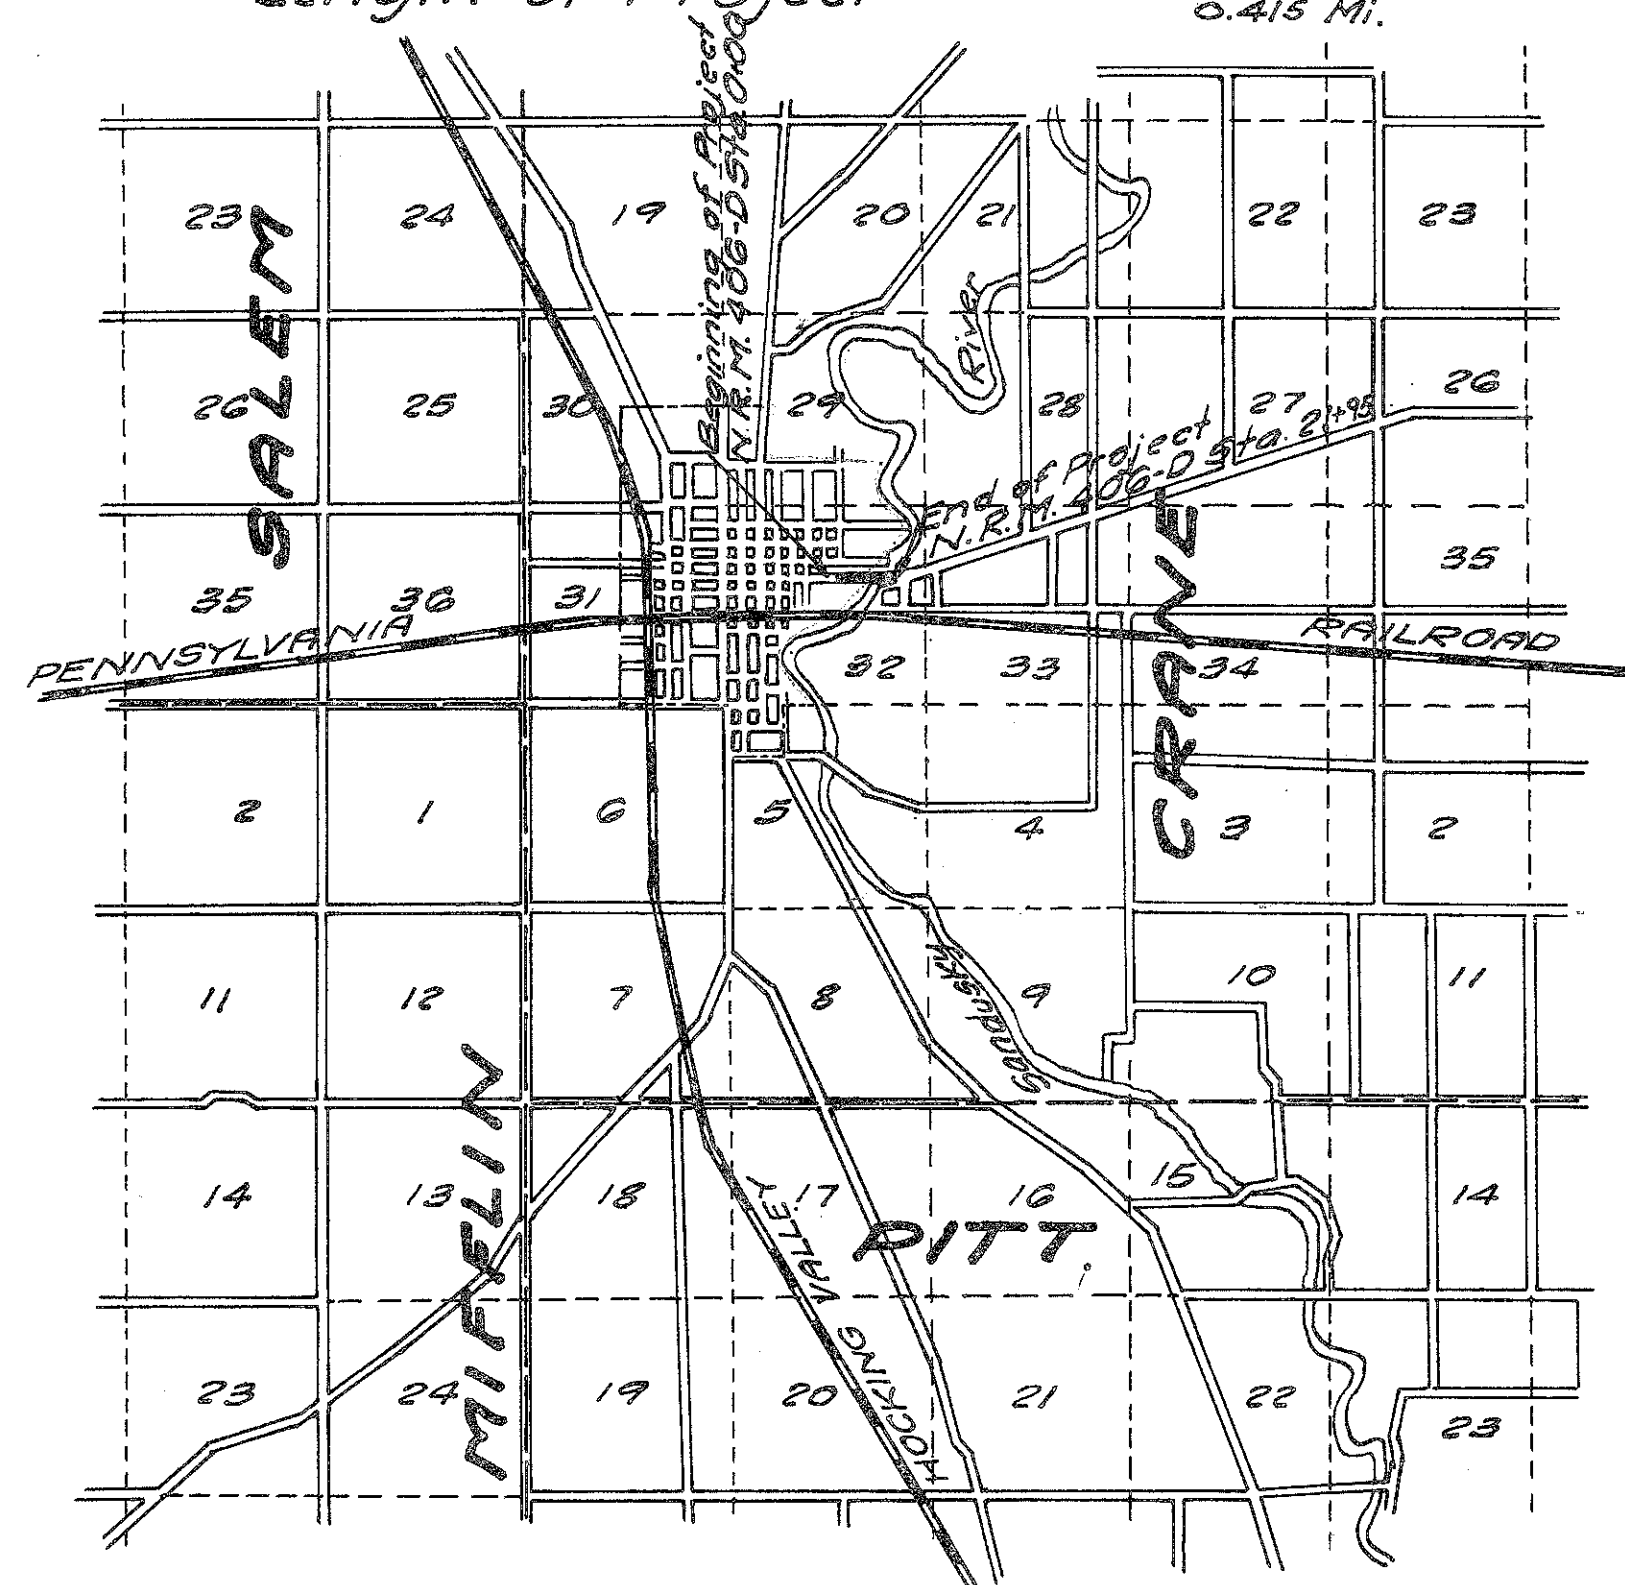 Length of Project
0.415 Mi.
Beginning of Project
N.R.M. 406-D Sta. 0+00
23 24 19 20 21 22 23
SALEM
River
26 25 30 29 28 27 26
End of Project
N.R.M. 406-D Sta. 21+95
CRANE
35 36 31 32 33 34 35
PENNSYLVANIA RAILROAD
2 1 6 5 4 3 2
11 12 7 8 9 10 11
Sandusky
MIFFLIN
14 13 18 17 16 15 14
PITT.
HOCKING VALLEY
23 24 19 20 21 22 23